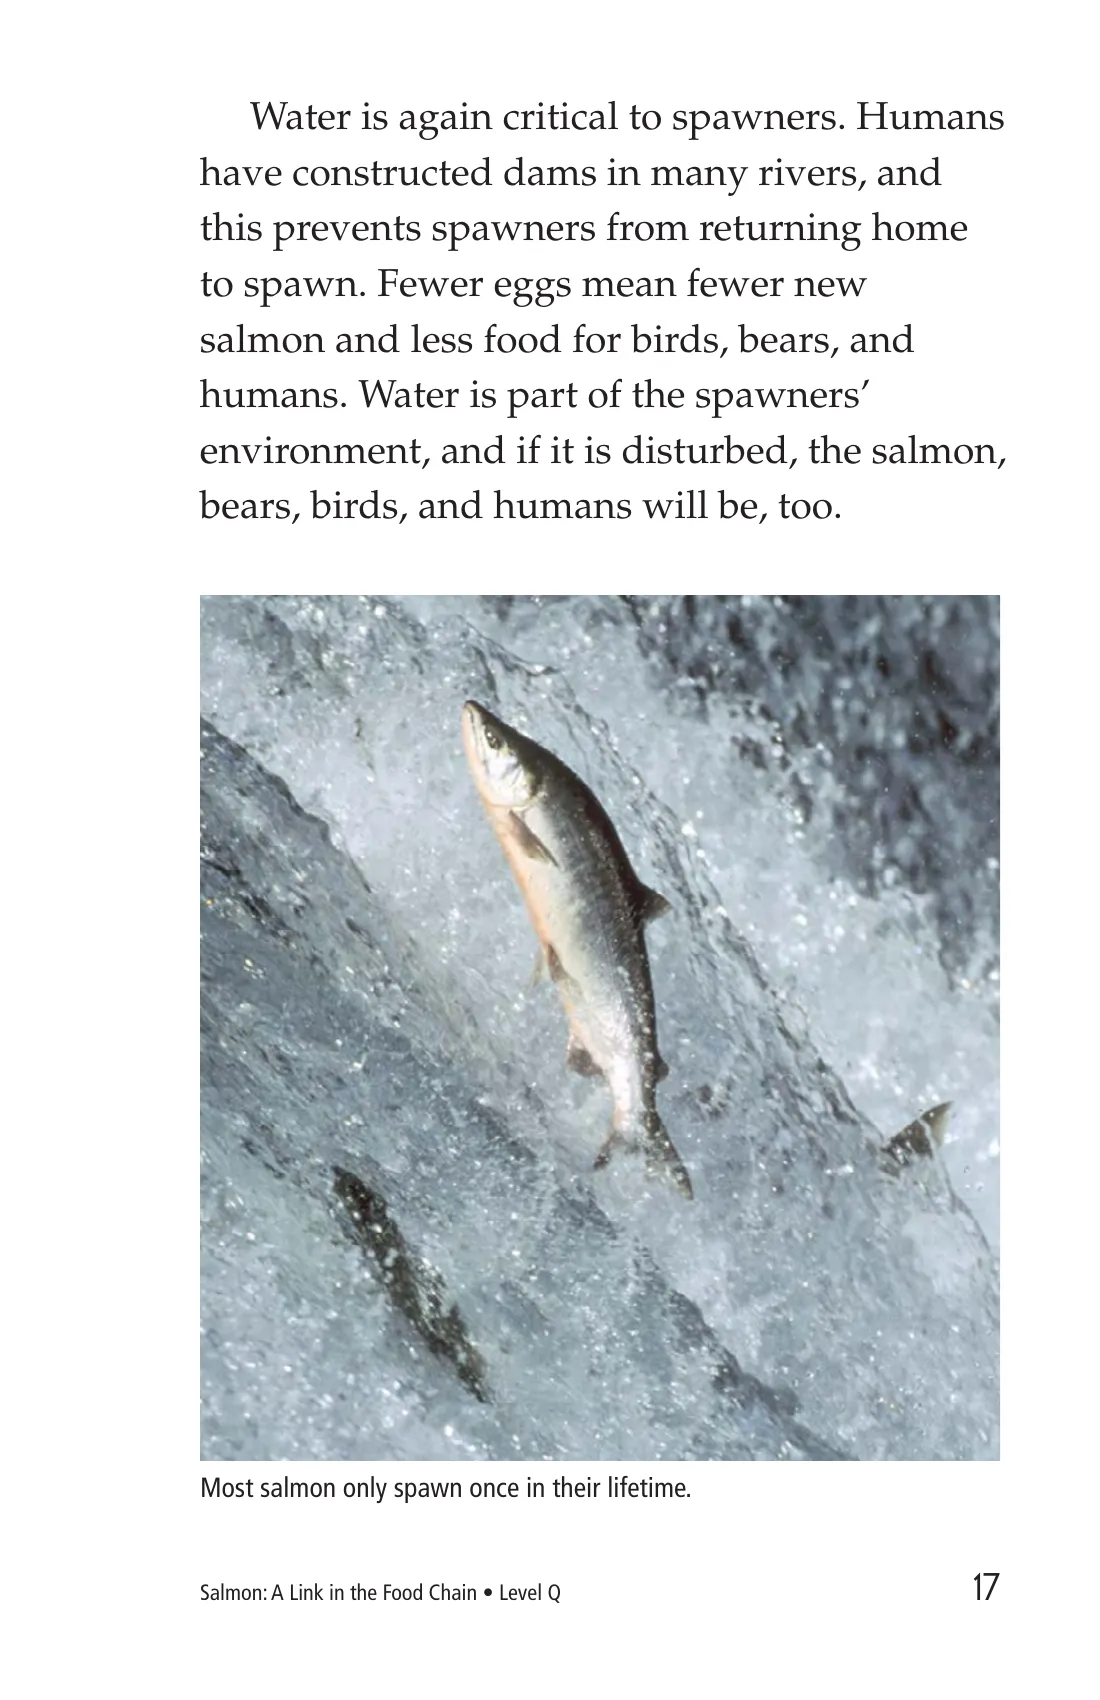 Water is again critical to spawners. Humans
have constructed dams in many rivers, and
this prevents spawners from returning home
to spawn. Fewer eggs mean fewer new
salmon and less food for birds, bears, and
humans. Water is part of the spawners’
environment, and if it is disturbed, the salmon,
bears, birds, and humans will be, too.
Most salmon only spawn once in their lifetime.
Salmon: A Link in the Food Chain • Level Q
17